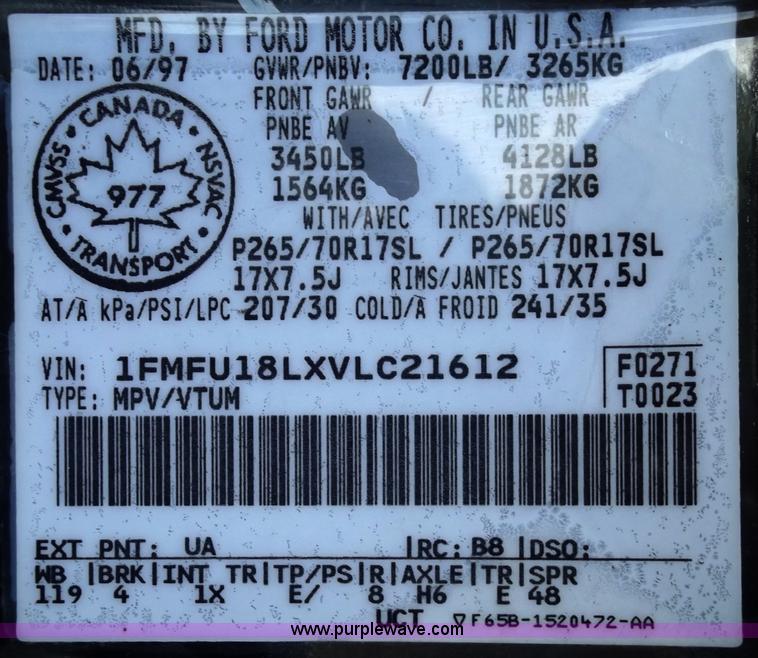 MFD. BY FORD MOTOR CO. IN U.S.A.
DATE: 06/97 GVWR/PNBV: 7200LB/ 3265KG
FRONT GAWR / REAR GAWR
PNBE AV PNBE AR
3450LB 4128LB
1564KG 1872KG
WITH/AVEC TIRES/PNEUS
P265/70R17SL / P265/70R17SL
17X7.5J RIMS/JANTES 17X7.5J
AT/A kPa/PSI/LPC 207/30 COLD/A FROID 241/35
CANADA
CMVSS • NSVAC
977
TRANSPORT
VIN: 1FMFU18LXVLC21612 F0271
TYPE: MPV/VTUM T0023
EXT PNT: UA |RC: B8 |DSO:
WB |BRK|INT TR|TP/PS|R|AXLE|TR|SPR
119 4 1X E/ 8 H6 E 48
UCT ▽F65B-1520472-AA
www.purplewave.com